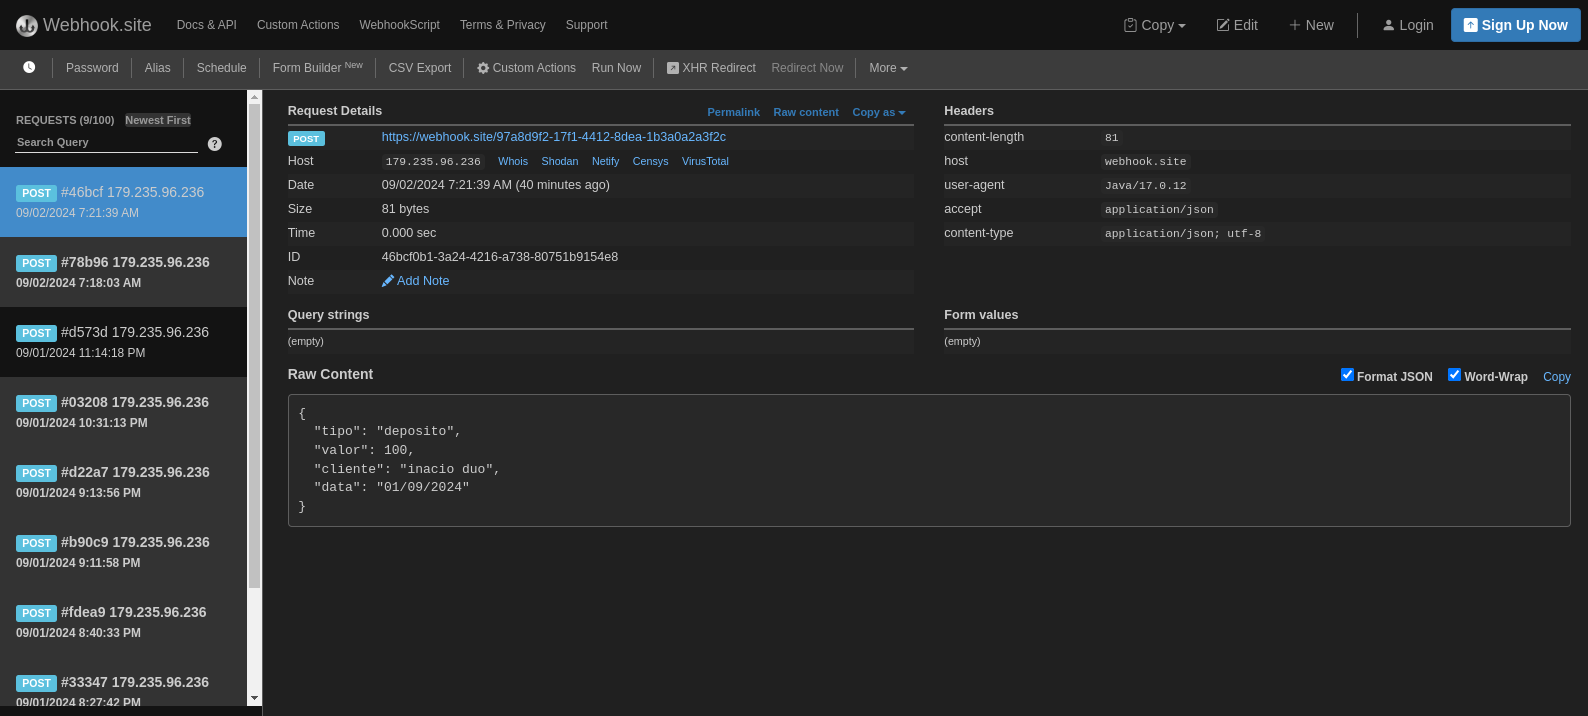 Webhook.site Docs & API Custom Actions WebhookScript Terms & Privacy Support Copy Edit New Login Sign Up Now
Password Alias Schedule Form Builder New CSV Export Custom Actions Run Now XHR Redirect Redirect Now More
REQUESTS (9/100) Newest First
Search Query
POST #46bcf 179.235.96.236
09/02/2024 7:21:39 AM
POST #78b96 179.235.96.236
09/02/2024 7:18:03 AM
POST #d573d 179.235.96.236
09/01/2024 11:14:18 PM
POST #03208 179.235.96.236
09/01/2024 10:31:13 PM
POST #d22a7 179.235.96.236
09/01/2024 9:13:56 PM
POST #b90c9 179.235.96.236
09/01/2024 9:11:58 PM
POST #fdea9 179.235.96.236
09/01/2024 8:40:33 PM
POST #33347 179.235.96.236
09/01/2024 8:27:42 PM
Request Details Permalink Raw content Copy as
POST https://webhook.site/97a8d9f2-17f1-4412-8dea-1b3a0a2a3f2c
Host 179.235.96.236 Whois Shodan Netify Censys VirusTotal
Date 09/02/2024 7:21:39 AM (40 minutes ago)
Size 81 bytes
Time 0.000 sec
ID 46bcf0b1-3a24-4216-a738-80751b9154e8
Note Add Note
Headers
content-length 81
host webhook.site
user-agent Java/17.0.12
accept application/json
content-type application/json; utf-8
Query strings
(empty)
Form values
(empty)
Raw Content Format JSON Word-Wrap Copy
{
"tipo": "deposito",
"valor": 100,
"cliente": "inacio duo",
"data": "01/09/2024"
}